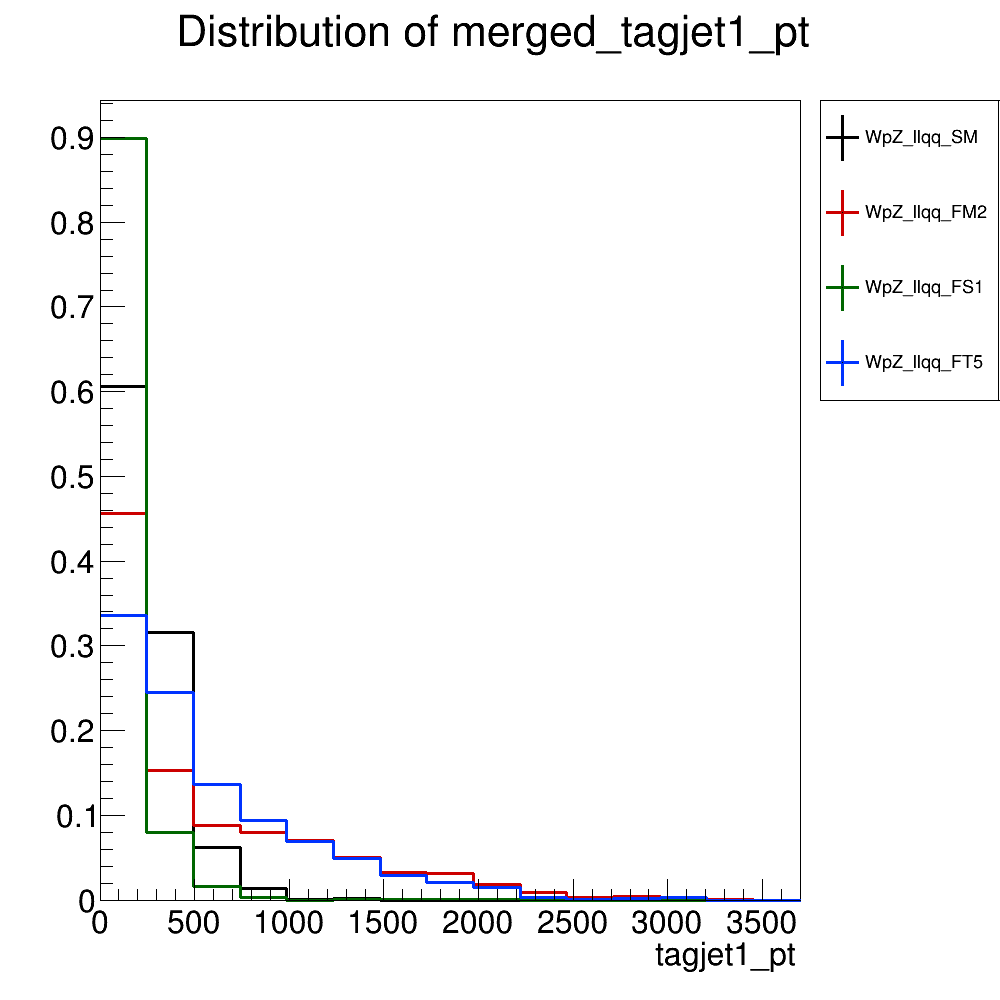 Distribution of merged_tagjet1_pt
0.9
0.8
0.7
0.6
0.5
0.4
0.3
0.2
0.1
0
0 500 1000 1500 2000 2500 3000 3500
tagjet1_pt
WpZ_llqq_SM
WpZ_llqq_FM2
WpZ_llqq_FS1
WpZ_llqq_FT5